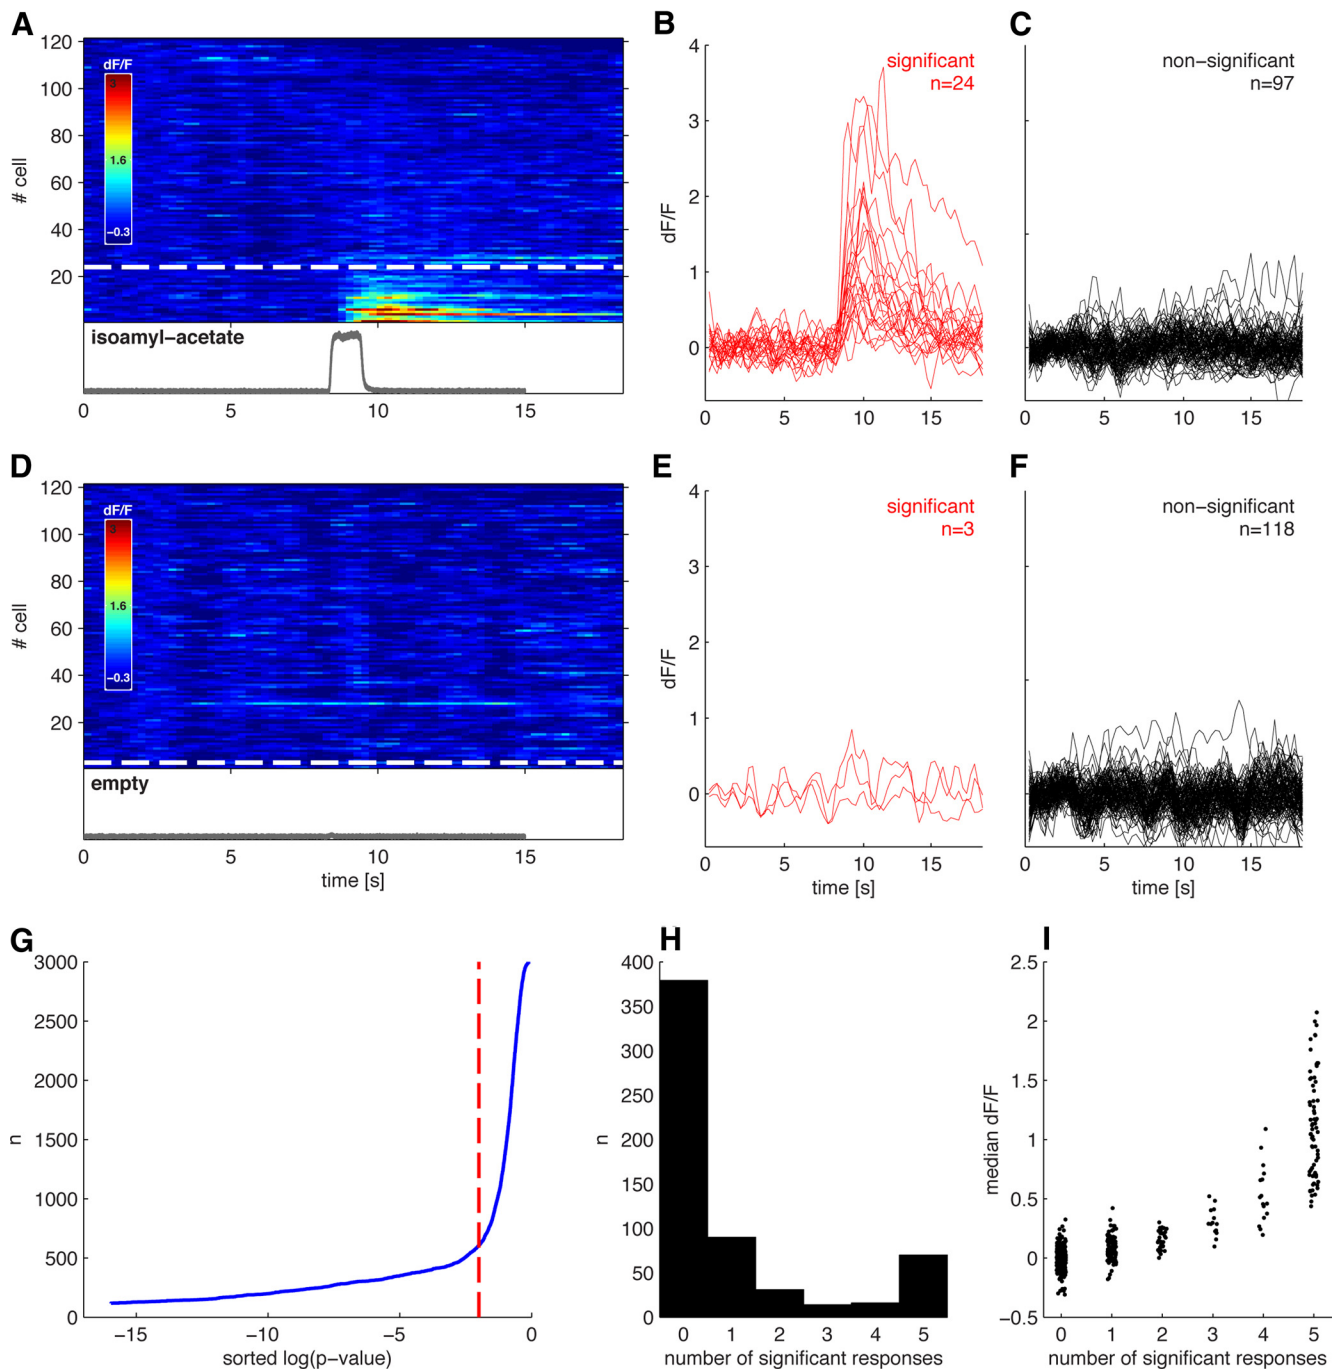 A
120
100
80
60
40
20
# cell
dF/F
3
1.6
−0.3
isoamyl−acetate
0 5 10 15
B
4
3
2
1
0
dF/F
significant
n=24
0 5 10 15
C
non−significant
n=97
0 5 10 15
D
120
100
80
60
40
20
# cell
dF/F
3
1.6
−0.3
empty
0 5 10 15
time [s]
E
4
3
2
1
0
dF/F
significant
n=3
0 5 10 15
time [s]
F
non−significant
n=118
0 5 10 15
time [s]
G
3000
2500
2000
1500
1000
500
0
n
−15 −10 −5 0
sorted log(p−value)
H
400
350
300
250
200
150
100
50
0
n
0 1 2 3 4 5
number of significant responses
I
2.5
2
1.5
1
0.5
0
−0.5
median dF/F
0 1 2 3 4 5
number of significant responses